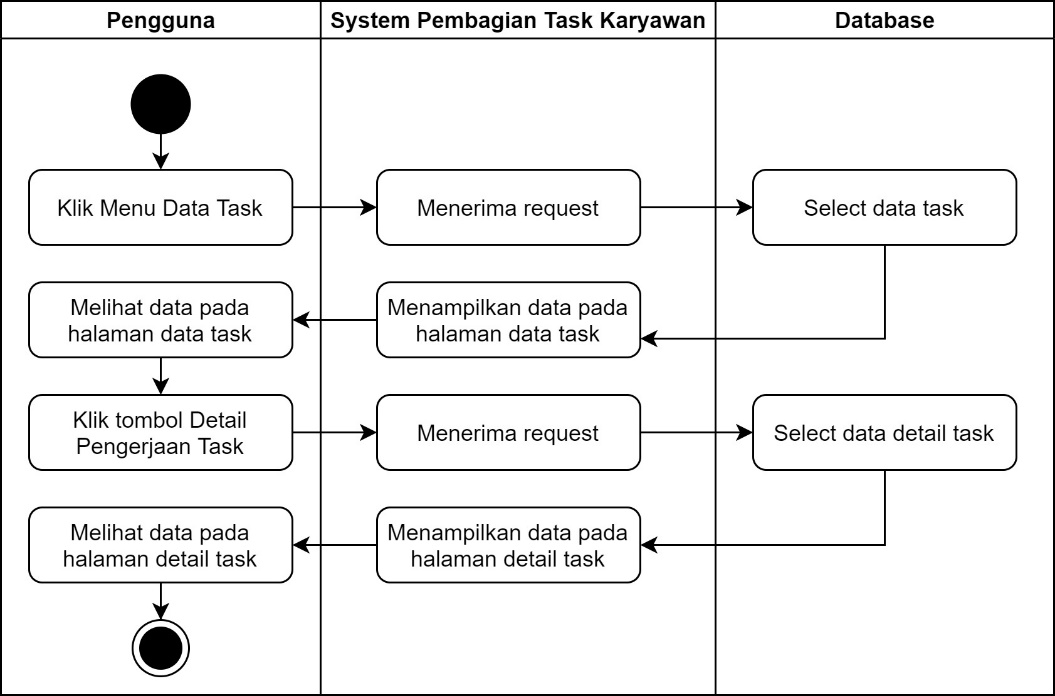 Pengguna
System Pembagian Task Karyawan
Database
Klik Menu Data Task
Menerima request
Select data task
Melihat data pada
halaman data task
Menampilkan data pada
halaman data task
Klik tombol Detail
Pengerjaan Task
Menerima request
Select data detail task
Melihat data pada
halaman detail task
Menampilkan data pada
halaman detail task